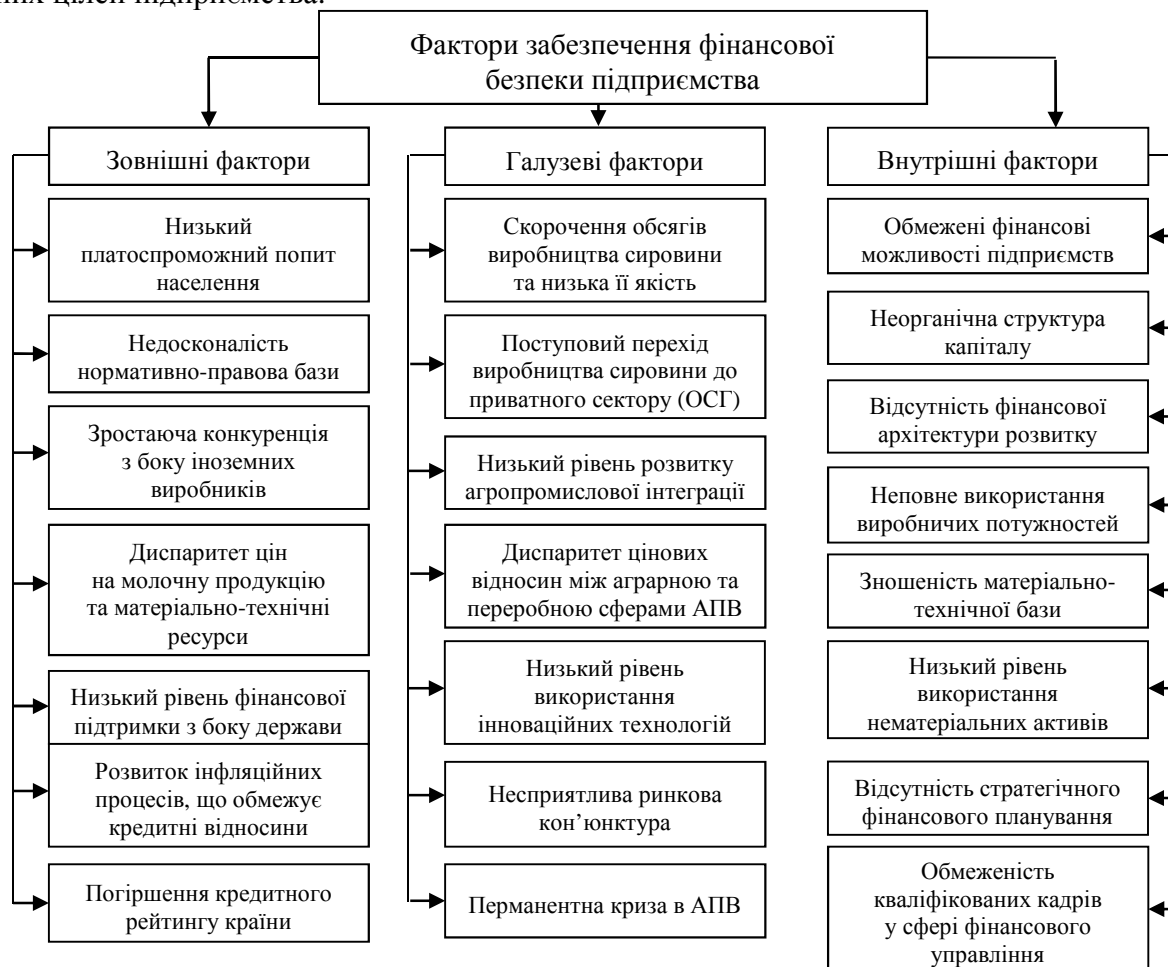 них цілей підприємства.
Фактори забезпечення фінансової
безпеки підприємства
Зовнішні фактори
Низький
платоспроможний попит
населення
Недосконалість
нормативно-правова бази
Зростаюча конкуренція
з боку іноземних
виробників
Диспаритет цін
на молочну продукцію
та матеріально-технічні
ресурси
Низький рівень фінансової
підтримки з боку держави
Розвиток інфляційних
процесів, що обмежує
кредитні відносини
Погіршення кредитного
рейтингу країни
Галузеві фактори
Скорочення обсягів
виробництва сировини
та низька її якість
Поступовий перехід
виробництва сировини до
приватного сектору (ОСГ)
Низький рівень розвитку
агропромислової інтеграції
Диспаритет цінових
відносин між аграрною та
переробною сферами АПВ
Низький рівень
використання
інноваційних технологій
Несприятлива ринкова
кон’юнктура
Перманентна криза в АПВ
Внутрішні фактори
Обмежені фінансові
можливості підприємств
Неорганічна структура
капіталу
Відсутність фінансової
архітектури розвитку
Неповне використання
виробничих потужностей
Зношеність матеріально-
технічної бази
Низький рівень
використання
нематеріальних активів
Відсутність стратегічного
фінансового планування
Обмеженість
кваліфікованих кадрів
у сфері фінансового
управління